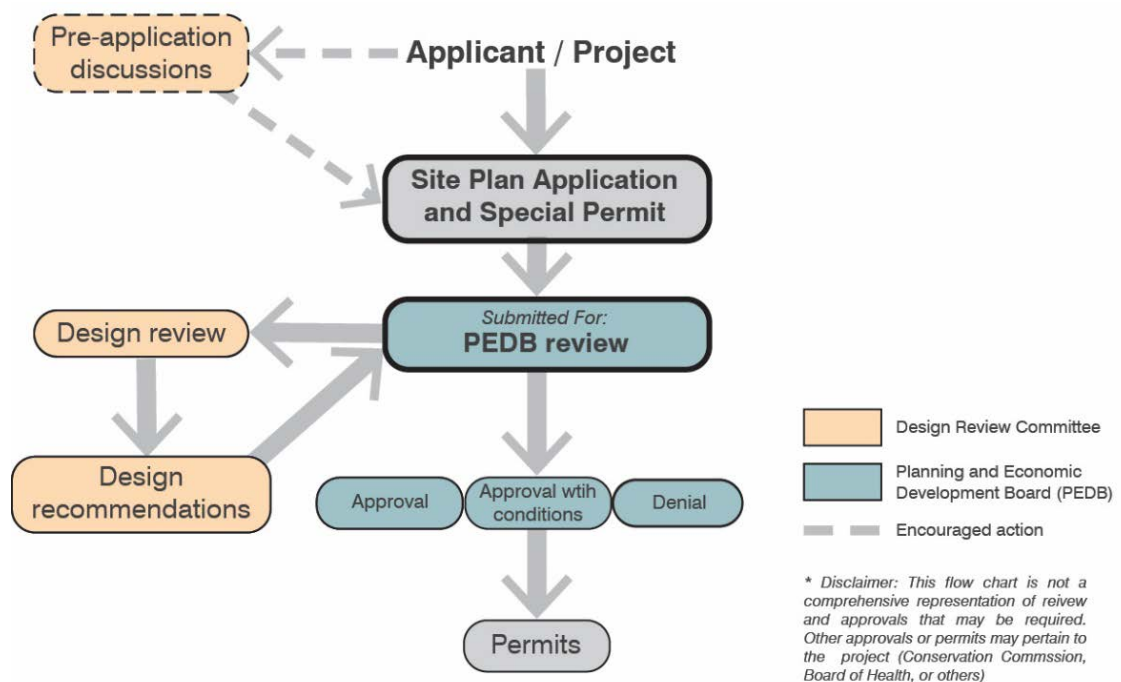 Pre-application
discussions
Applicant / Project
Site Plan Application
and Special Permit
Submitted For:
PEDB review
Design review
Design
recommendations
Approval
Approval wtih
conditions
Denial
Permits
Design Review Committee
Planning and Economic
Development Board (PEDB)
Encouraged action
* Disclaimer: This flow chart is not a
comprehensive representation of reivew
and approvals that may be required.
Other approvals or permits may pertain to
the project (Conservation Commssion,
Board of Health, or others)